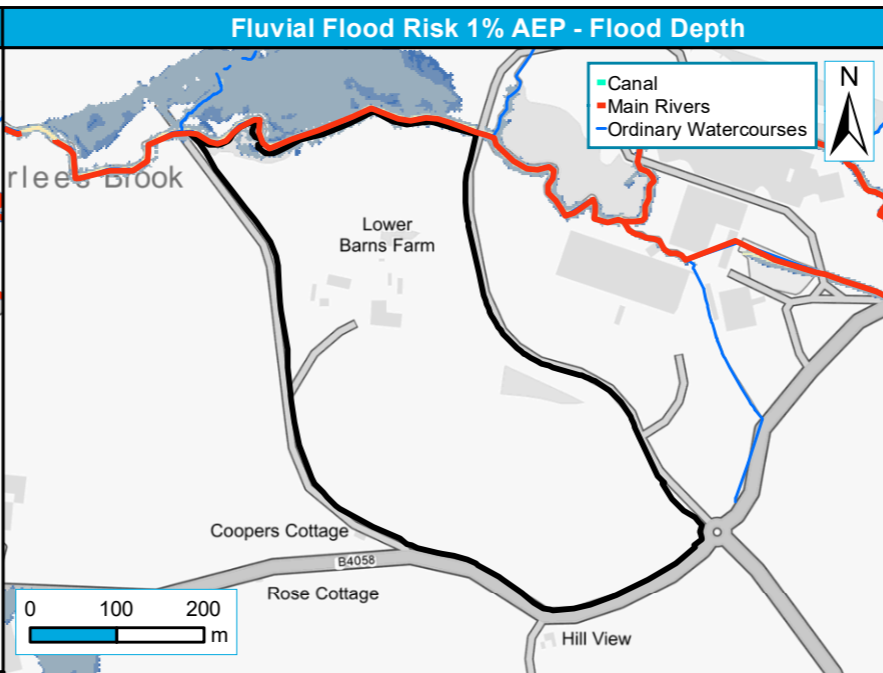 Fluvial Flood Risk 1% AEP - Flood Depth
Canal
Main Rivers
Ordinary Watercourses
N
rlees Brook
Lower
Barns Farm
Coopers Cottage
B4058
Rose Cottage
Hill View
0 100 200
m